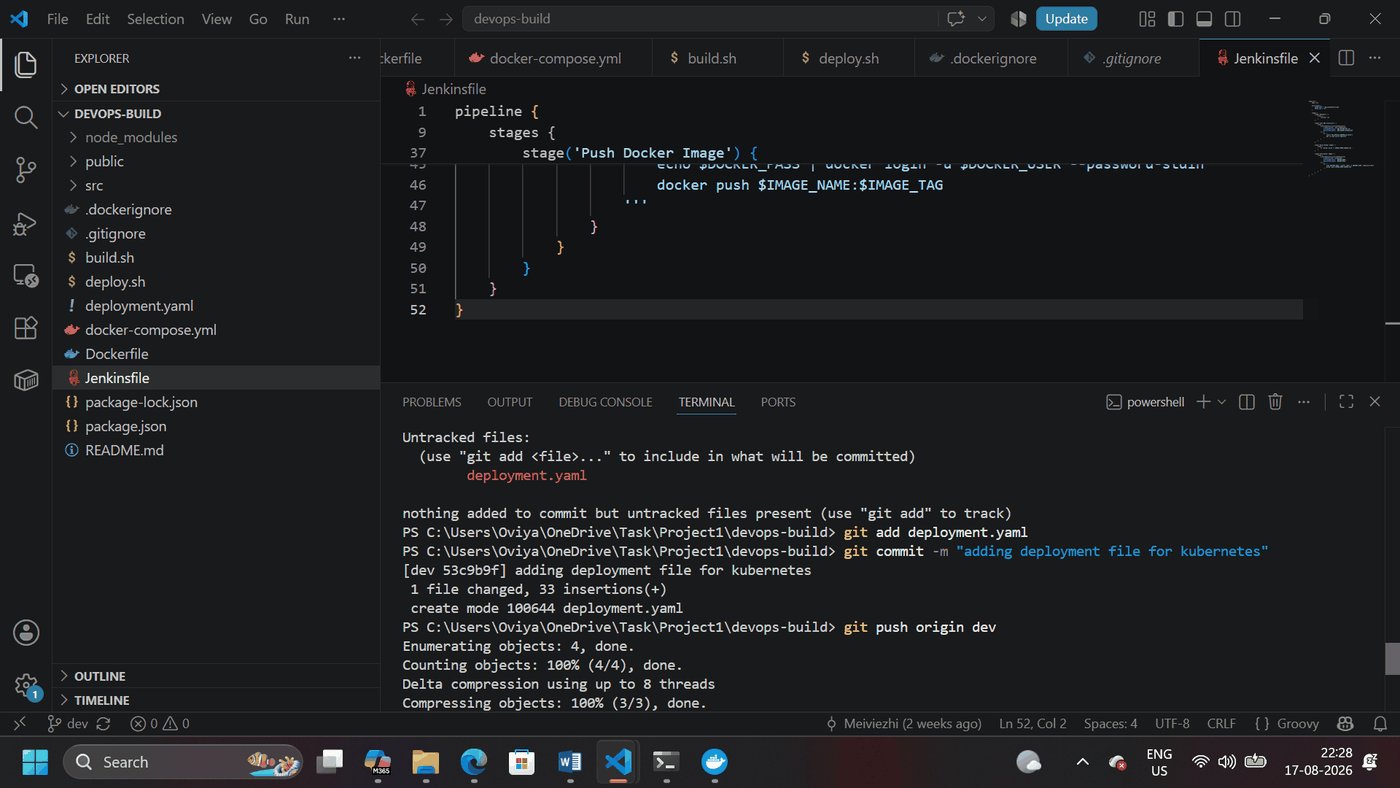 File Edit Selection View Go Run ··· devops-build Update
EXPLORER ···
OPEN EDITORS
DEVOPS-BUILD
node_modules
public
src
.dockerignore
.gitignore
build.sh
deploy.sh
deployment.yaml
docker-compose.yml
Dockerfile
Jenkinsfile
package-lock.json
package.json
README.md
OUTLINE
TIMELINE
ckerfile docker-compose.yml build.sh deploy.sh .dockerignore .gitignore Jenkinsfile
Jenkinsfile
1 pipeline {
9 stages {
37 stage('Push Docker Image') {
45 echo $DOCKER_PASS | docker login -u $DOCKER_USER --password-stdin
46 docker push $IMAGE_NAME:$IMAGE_TAG
47 '''
48 }
49 }
50 }
51 }
52 }
PROBLEMS OUTPUT DEBUG CONSOLE TERMINAL PORTS powershell
Untracked files:
(use "git add <file>..." to include in what will be committed)
deployment.yaml
nothing added to commit but untracked files present (use "git add" to track)
PS C:\Users\Oviya\OneDrive\Task\Project1\devops-build> git add deployment.yaml
PS C:\Users\Oviya\OneDrive\Task\Project1\devops-build> git commit -m "adding deployment file for kubernetes"
[dev 53c9b9f] adding deployment file for kubernetes
1 file changed, 33 insertions(+)
create mode 100644 deployment.yaml
PS C:\Users\Oviya\OneDrive\Task\Project1\devops-build> git push origin dev
Enumerating objects: 4, done.
Counting objects: 100% (4/4), done.
Delta compression using up to 8 threads
Compressing objects: 100% (3/3), done.
1
dev 0 0 Meiviezhi (2 weeks ago) Ln 52, Col 2 Spaces: 4 UTF-8 CRLF { } Groovy
Search M365 ENG US 22:28 17-08-2026